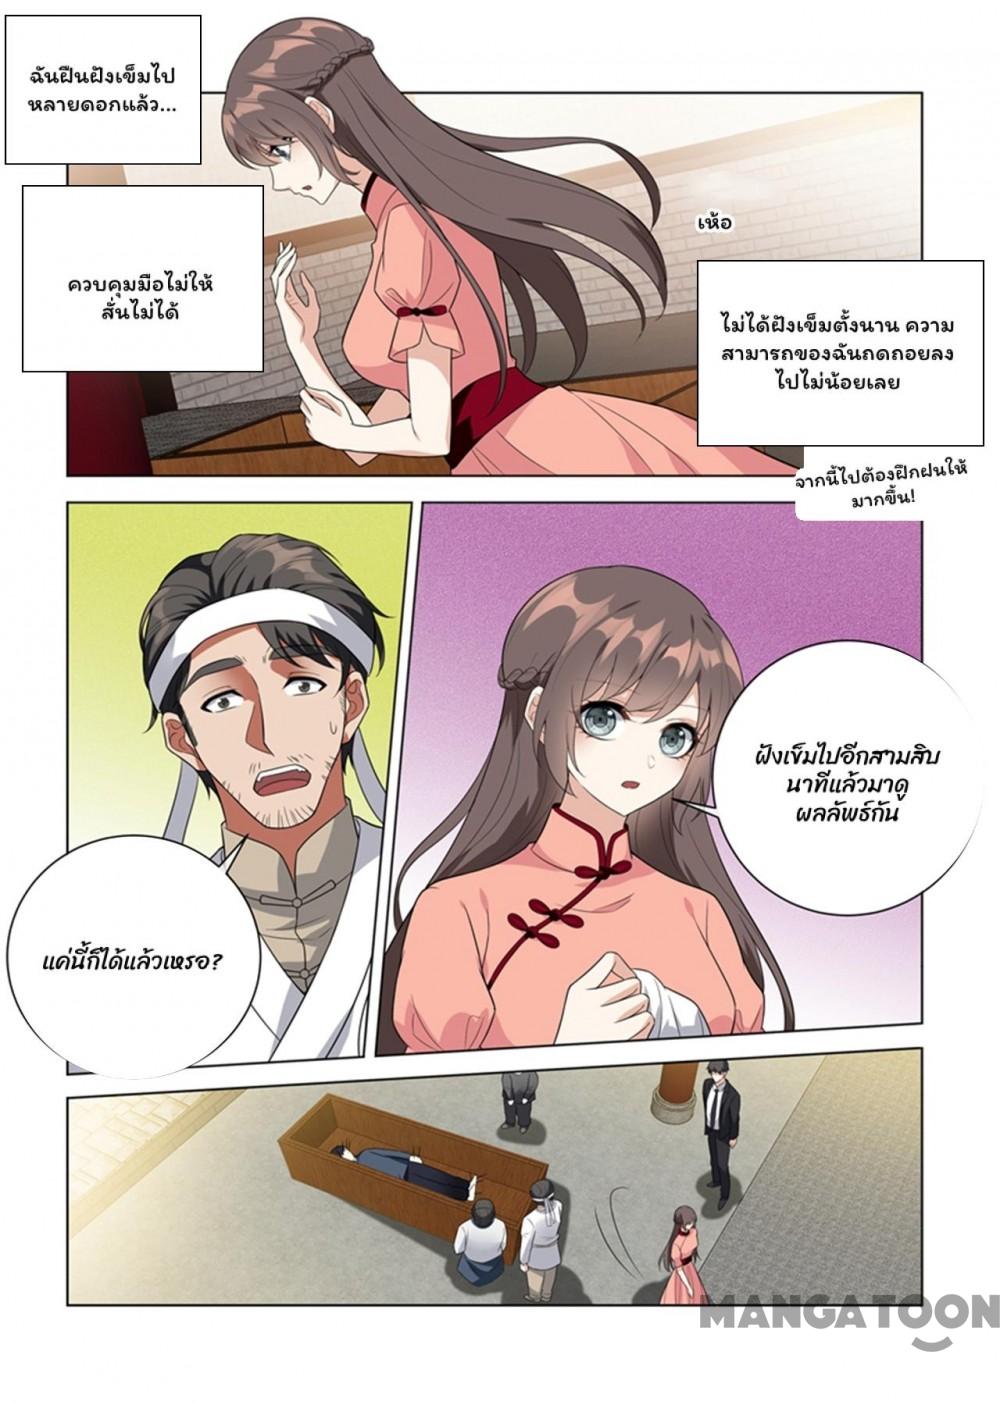 ฉันฝืนฝังเข็มไป
หลายดอกแล้ว...
ควบคุมมือไม่ให้
สั่นไม่ได้
เห้อ
ไม่ได้ฝังเข็มตั้งนาน ความ
สามารถของฉันถดถอยลง
ไปไม่น้อยเลย
จากนี้ไปต้องฝึกฝนให้
มากขึ้น!
ฝังเข็มไปอีกสามสิบ
นาทีแล้วมาดู
ผลลัพธ์กัน
แค่นี้ก็ได้แล้วเหรอ?
MANGATOON